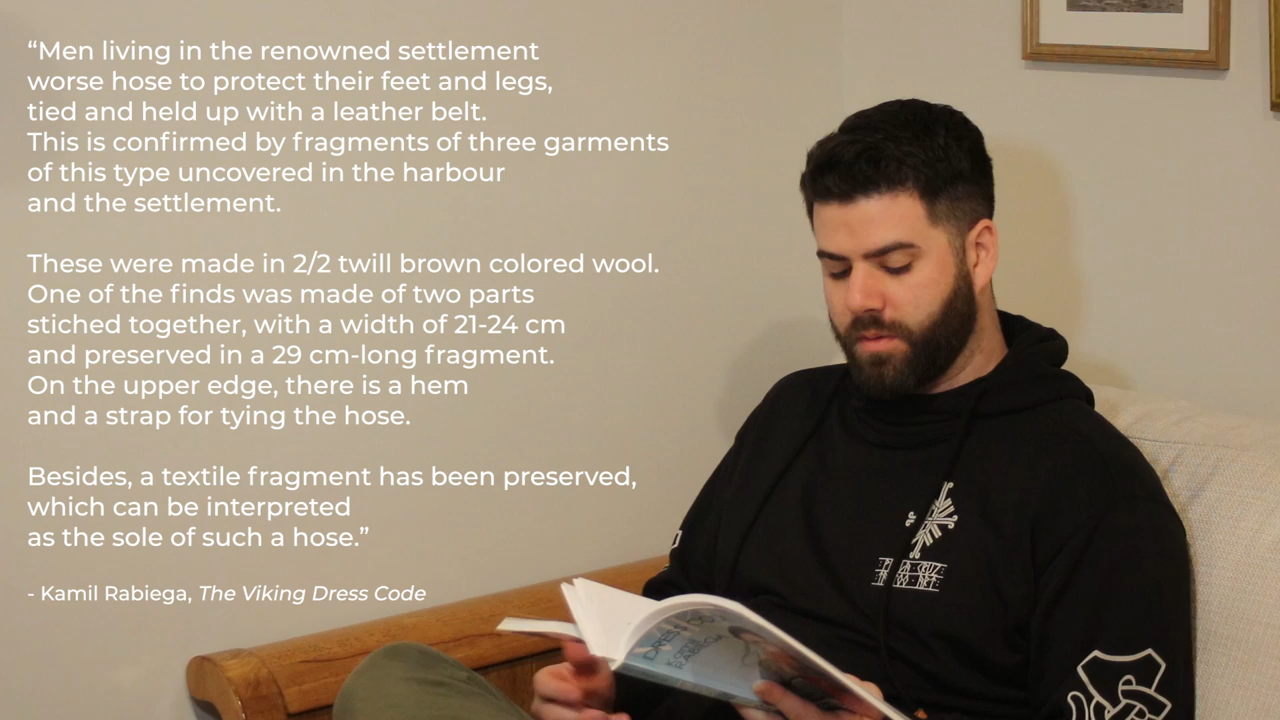 “Men living in the renowned settlement
worse hose to protect their feet and legs,
tied and held up with a leather belt.
This is confirmed by fragments of three garments
of this type uncovered in the harbour
and the settlement.
These were made in 2/2 twill brown colored wool.
One of the finds was made of two parts
stiched together, with a width of 21-24 cm
and preserved in a 29 cm-long fragment.
On the upper edge, there is a hem
and a strap for tying the hose.
Besides, a textile fragment has been preserved,
which can be interpreted
as the sole of such a hose.”
- Kamil Rabiega, The Viking Dress Code
DRESS
RABIEGA